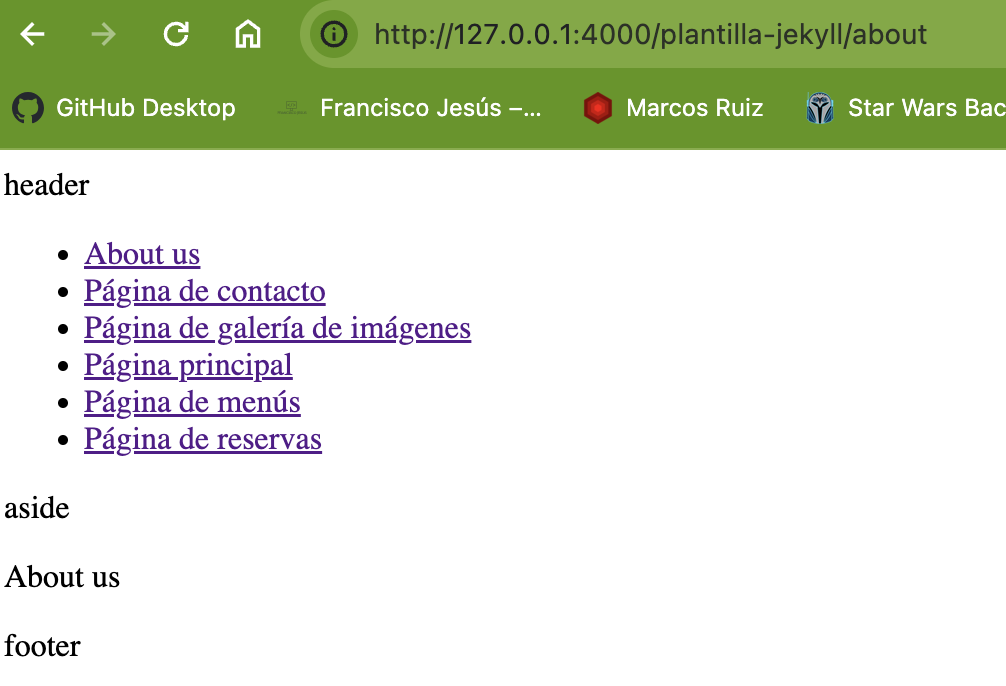 http://127.0.0.1:4000/plantilla-jekyll/about
GitHub Desktop Francisco Jesús –... Marcos Ruiz Star Wars Bac
header
About us
Página de contacto
Página de galería de imágenes
Página principal
Página de menús
Página de reservas
aside
About us
footer